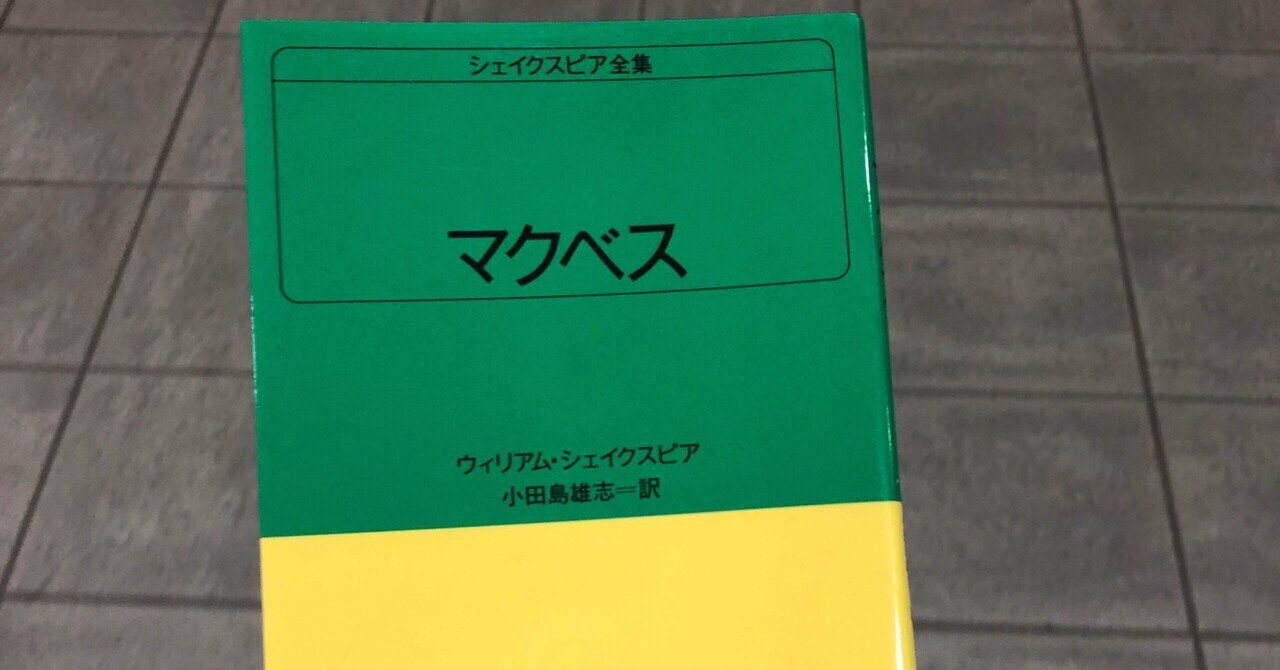 シェイクスピア全集
マクベス
ウィリアム・シェイクスピア
小田島雄志＝訳